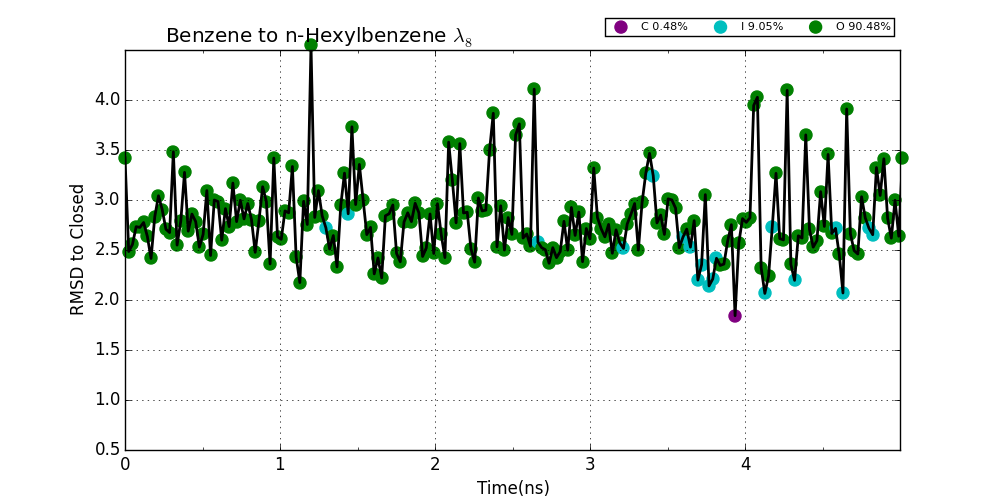 Benzene to n-Hexylbenzene λ₈
C 0.48% I 9.05% O 90.48%
RMSD to Closed
4.0
3.5
3.0
2.5
2.0
1.5
1.0
0.5
0 1 2 3 4
Time(ns)